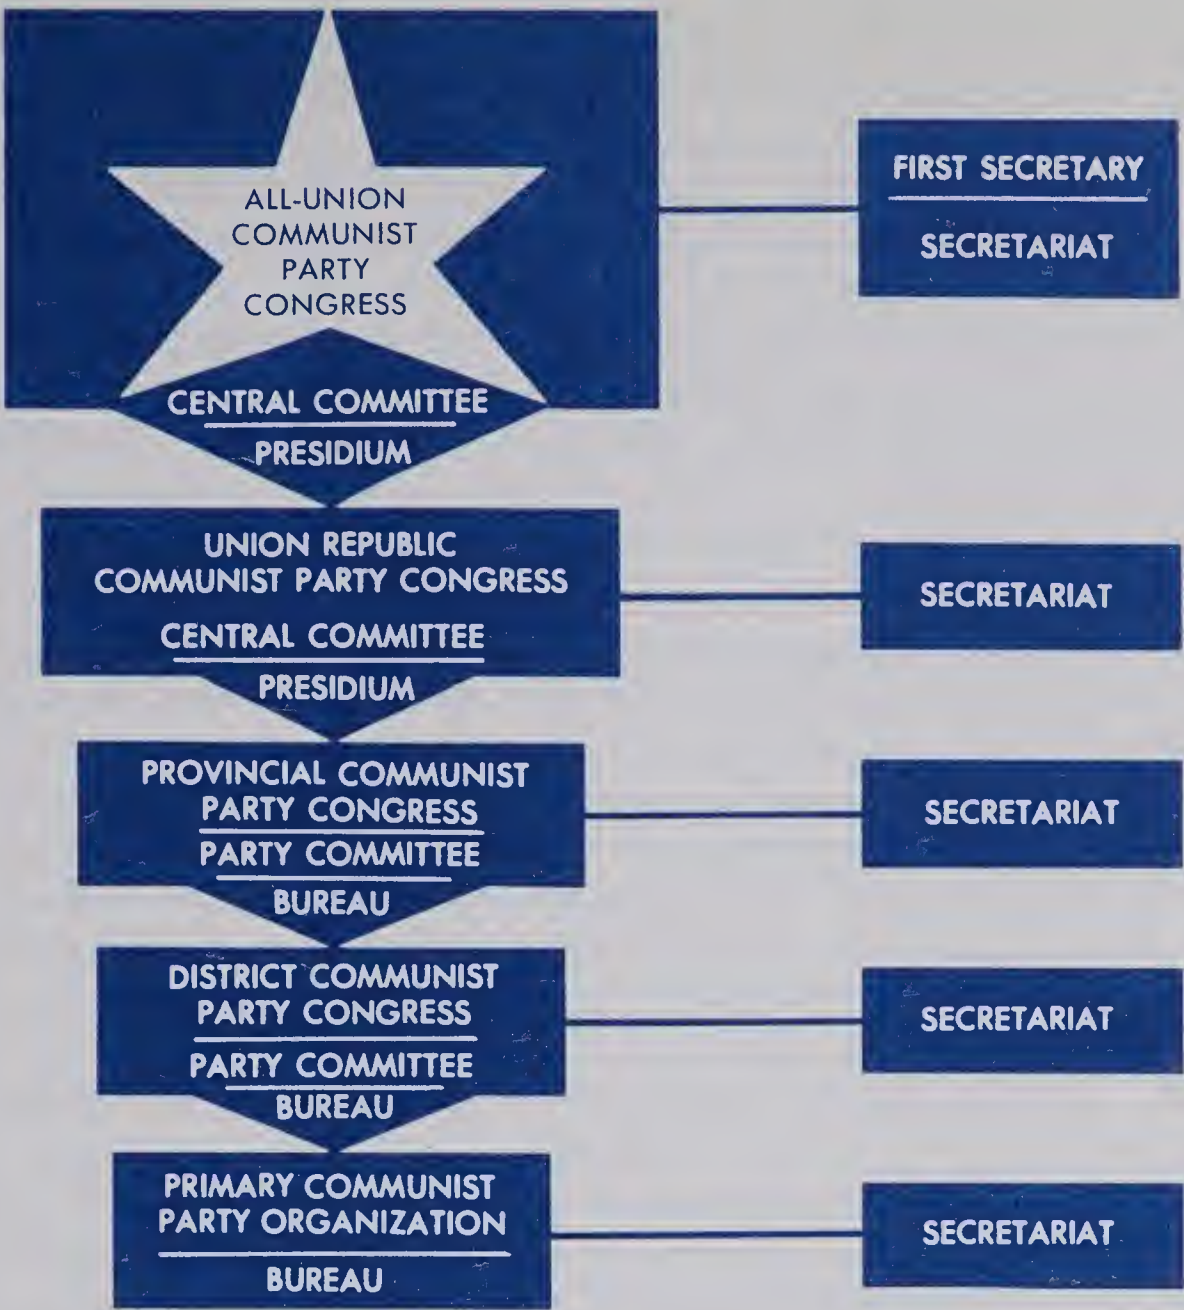 ALL-UNION
COMMUNIST
PARTY
CONGRESS
CENTRAL COMMITTEE
PRESIDIUM
FIRST SECRETARY
SECRETARIAT
UNION REPUBLIC
COMMUNIST PARTY CONGRESS
CENTRAL COMMITTEE
PRESIDIUM
SECRETARIAT
PROVINCIAL COMMUNIST
PARTY CONGRESS
PARTY COMMITTEE
BUREAU
SECRETARIAT
DISTRICT COMMUNIST
PARTY CONGRESS
PARTY COMMITTEE
BUREAU
SECRETARIAT
PRIMARY COMMUNIST
PARTY ORGANIZATION
BUREAU
SECRETARIAT